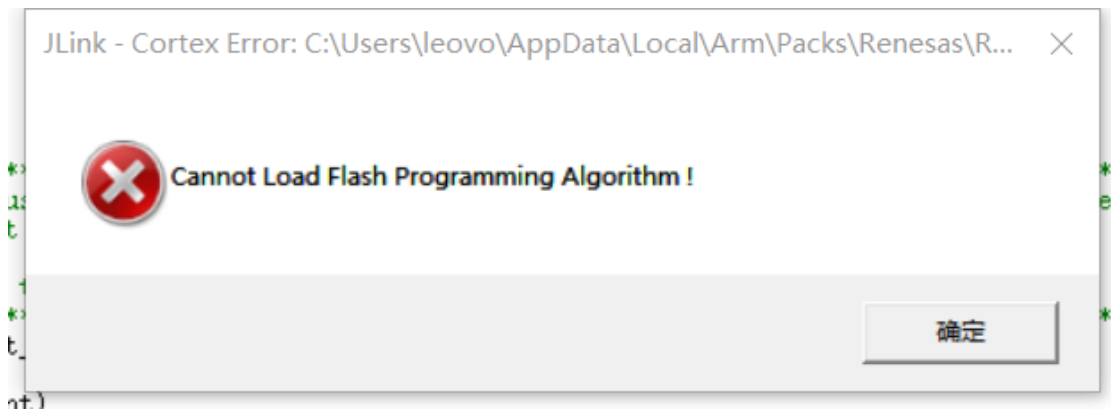 JLink - Cortex Error: C:\Users\leovo\AppData\Local\Arm\Packs\Renesas\R...
Cannot Load Flash Programming Algorithm !
确定